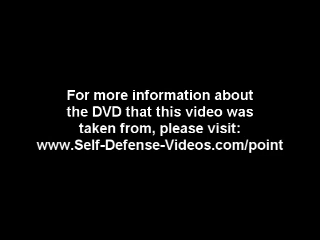 For more information about
the DVD that this video was
taken from, please visit:
www.Self-Defense-Videos.com/point